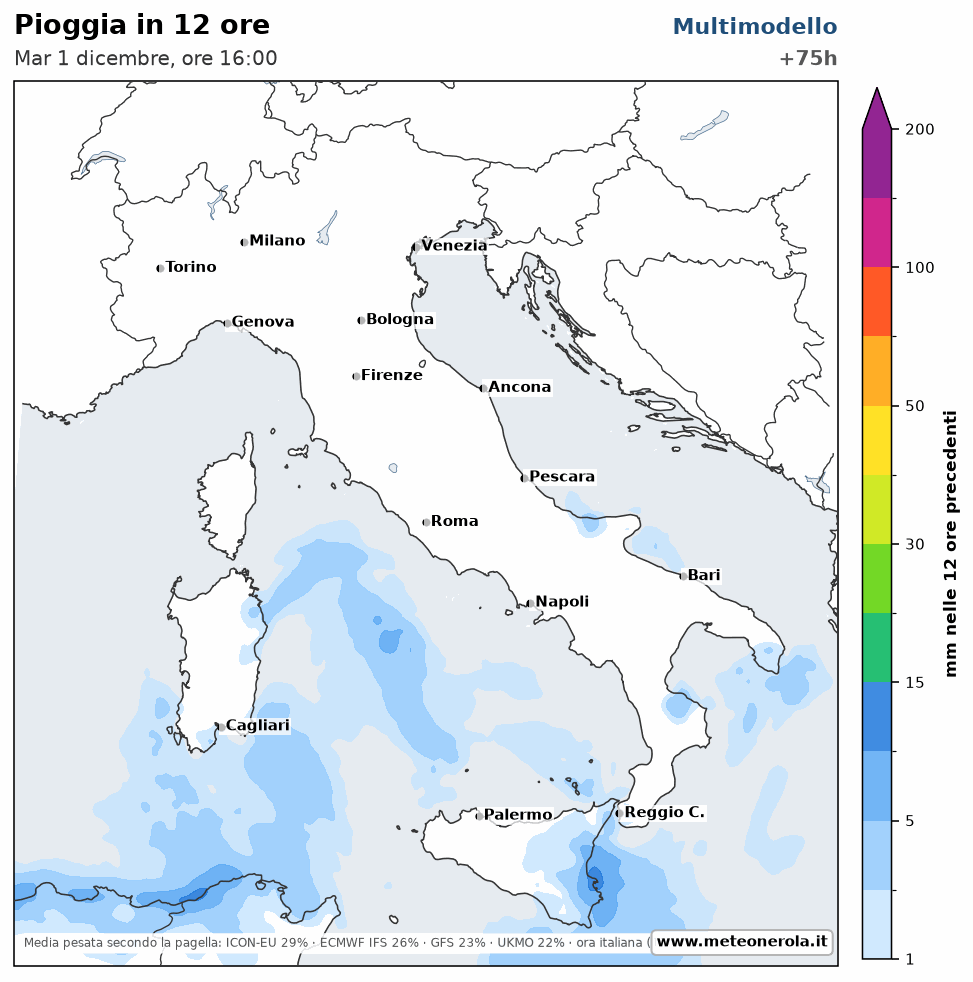 Pioggia in 12 ore
Multimodello
Mar 1 dicembre, ore 16:00
+75h
Milano
Venezia
Torino
Genova
Bologna
Firenze
Ancona
Pescara
Roma
Bari
Napoli
Cagliari
Palermo
Reggio C.
200
100
50
30
15
5
1
mm nelle 12 ore precedenti
Media pesata secondo la pagella: ICON-EU 29% · ECMWF IFS 26% · GFS 23% · UKMO 22% · ora italiana (
www.meteonerola.it